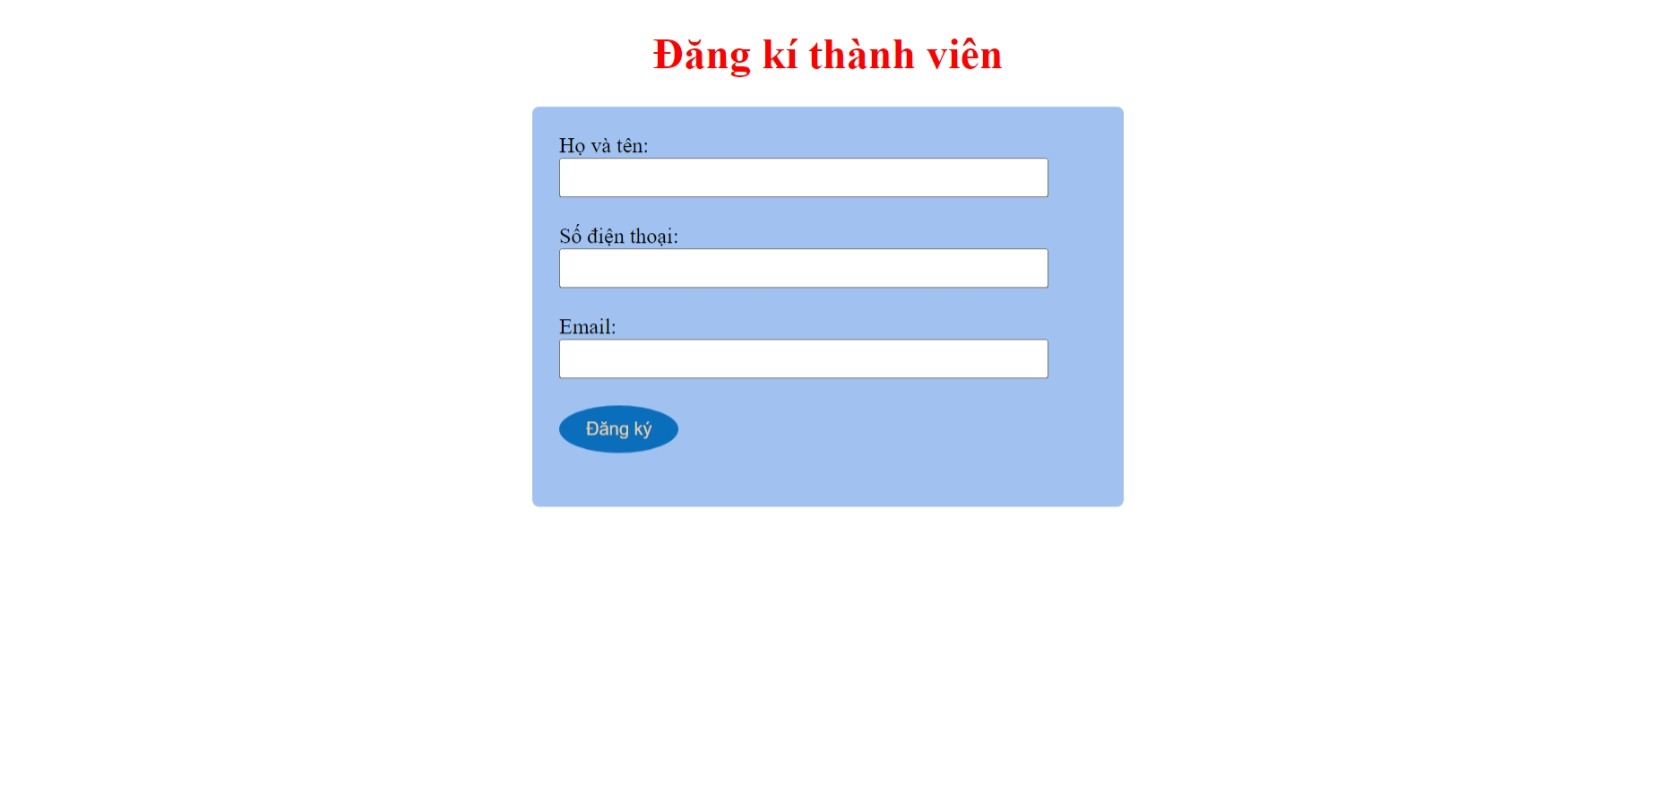 Đăng kí thành viên
Họ và tên:
Số điện thoại:
Email:
Đăng ký